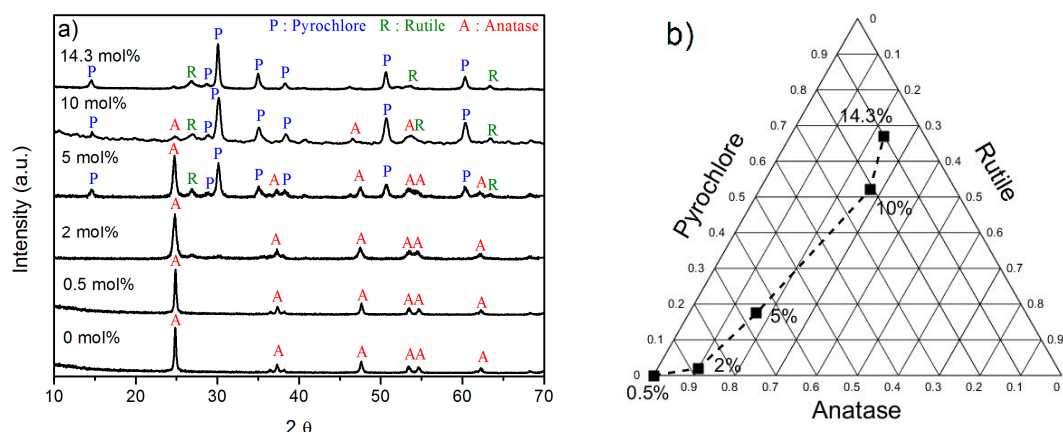 a)
P : Pyrochlore R : Rutile A : Anatase
14.3 mol%
P R P P P P P R P R
10 mol%
P A R P P P P A P A R P R
5 mol%
P A R P P P A P A P A A P A R
2 mol%
A A A A A A
0.5 mol%
A A A A A A
0 mol%
A A A A A A
Intensity (a.u.)
10 20 30 40 50 60 70
2 θ
b)
0
0.9 0.1
0.8 0.2
14.3%
0.7 0.3
0.6 0.4
0.5 10% 0.5
0.4 0.6
0.3 0.7
0.2 5% 0.8
0.1 2% 0.9
0
0.5% 0.9 0.8 0.7 0.6 0.5 0.4 0.3 0.2 0.1 0
Pyrochlore
Rutile
Anatase